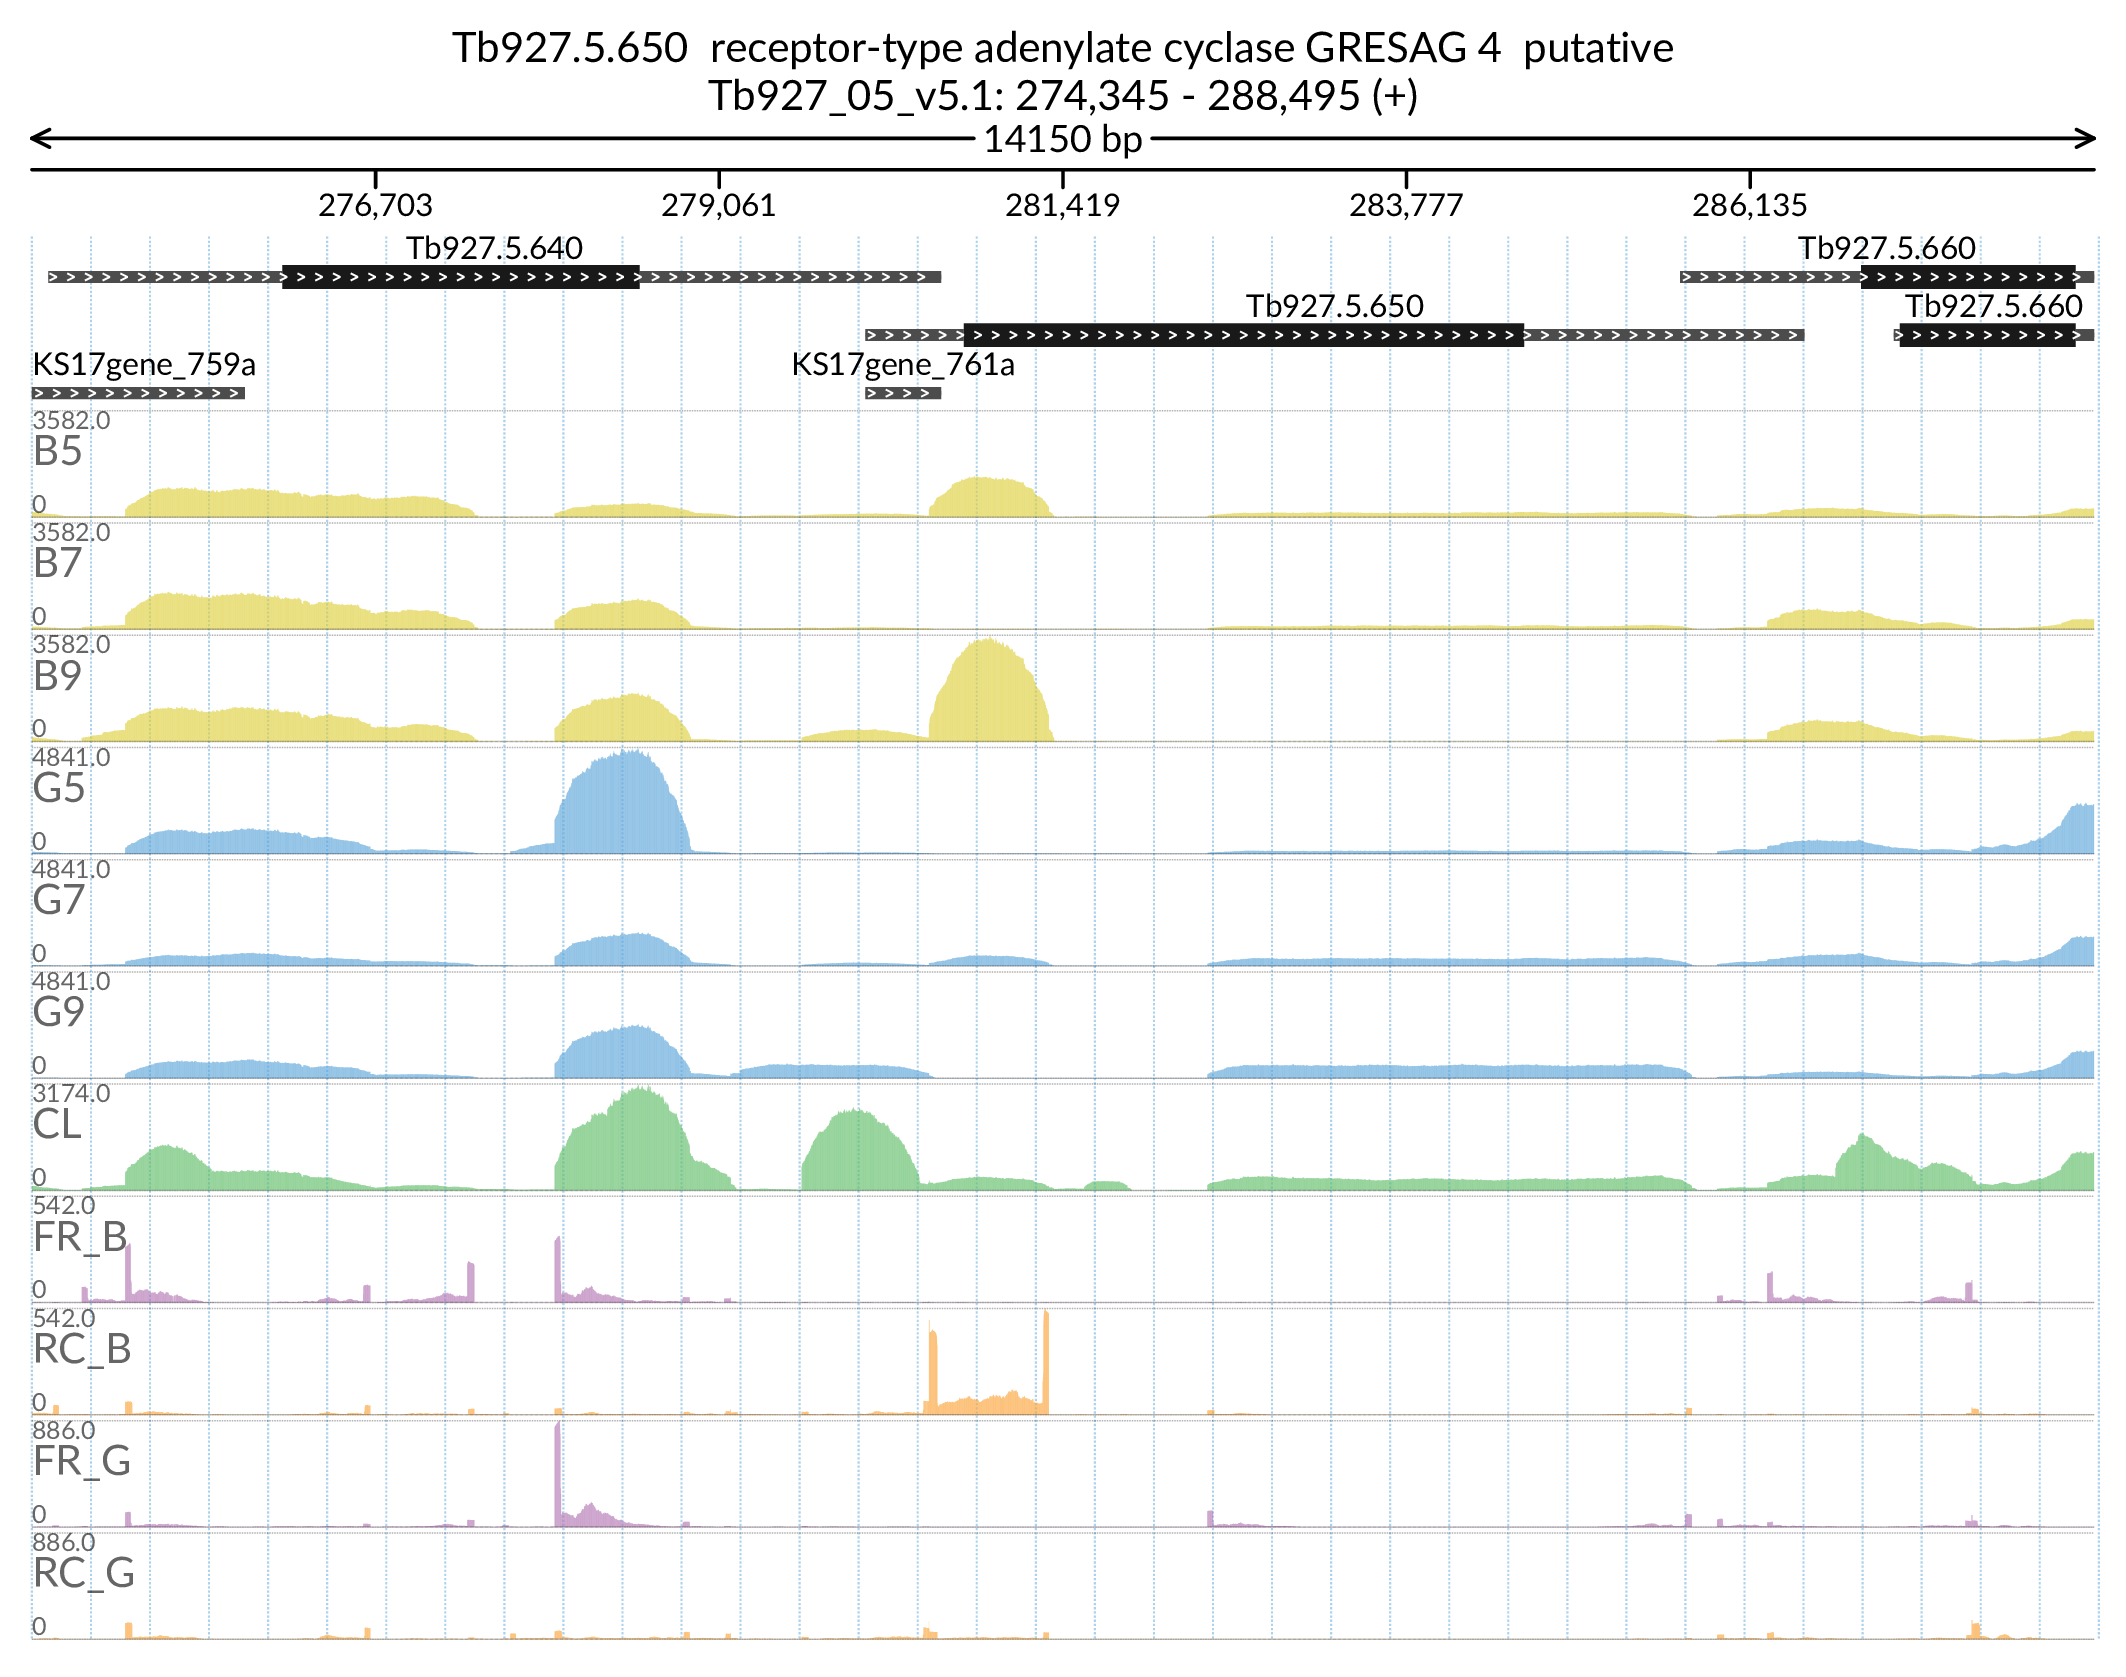 Tb927.5.650  receptor-type adenylate cyclase GRESAG 4  putative
Tb927_05_v5.1: 274,345 - 288,495 (+)
14150 bp
276,703 279,061 281,419 283,777 286,135
Tb927.5.640 Tb927.5.660
Tb927.5.650 Tb927.5.660
KS17gene_759a KS17gene_761a
3582.0
B5
0
3582.0
B7
0
3582.0
B9
0
4841.0
G5
0
4841.0
G7
0
4841.0
G9
0
3174.0
CL
0
542.0
FR_B
0
542.0
RC_B
0
886.0
FR_G
0
886.0
RC_G
0